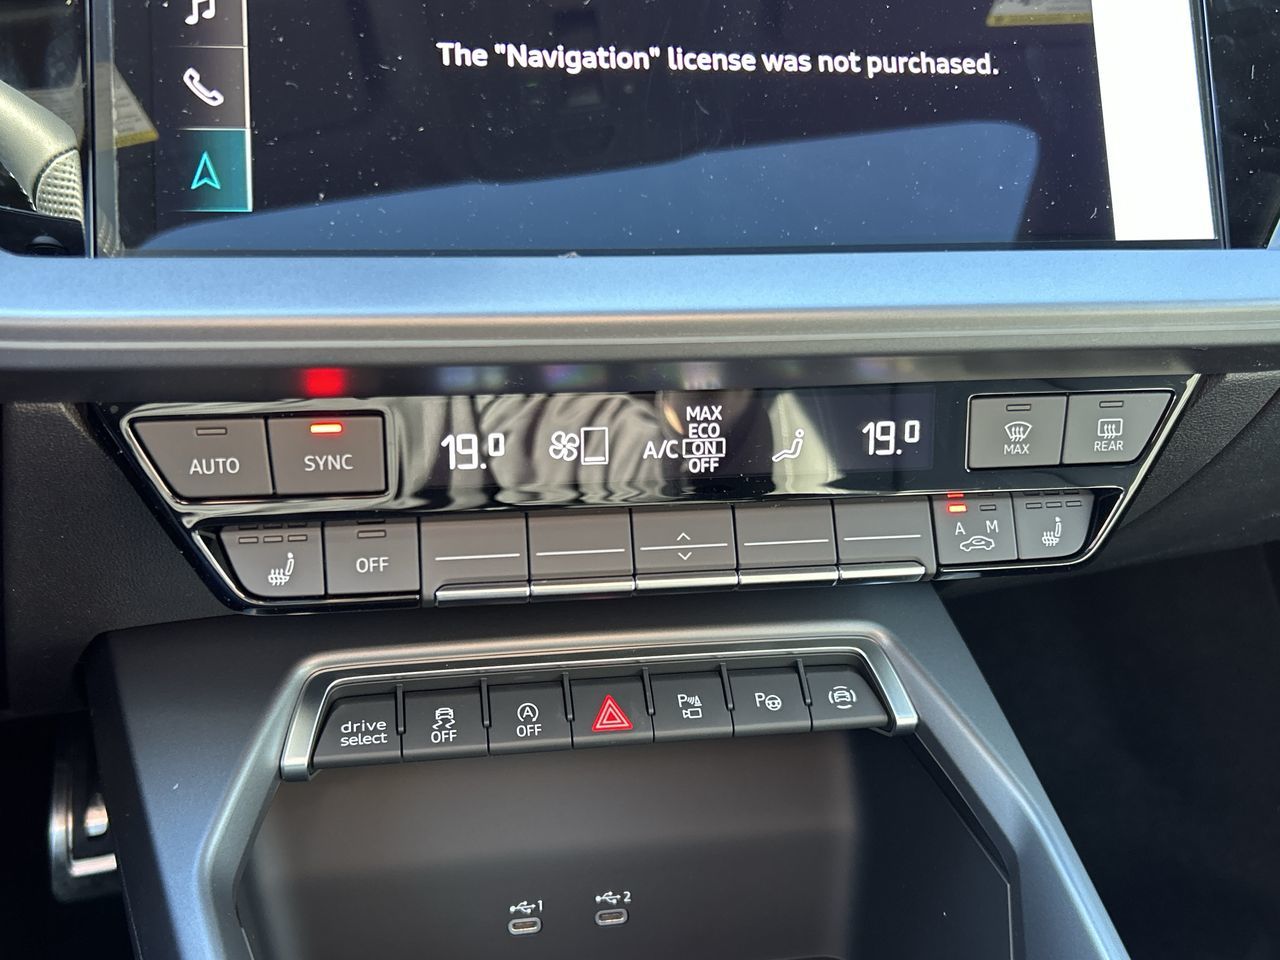 The "Navigation" license was not purchased.
AUTO
SYNC
19.0
A/C
MAX
ECO
ON
OFF
19.0
MAX
REAR
OFF
A M
drive
select
OFF
A
OFF
P
P
1
2